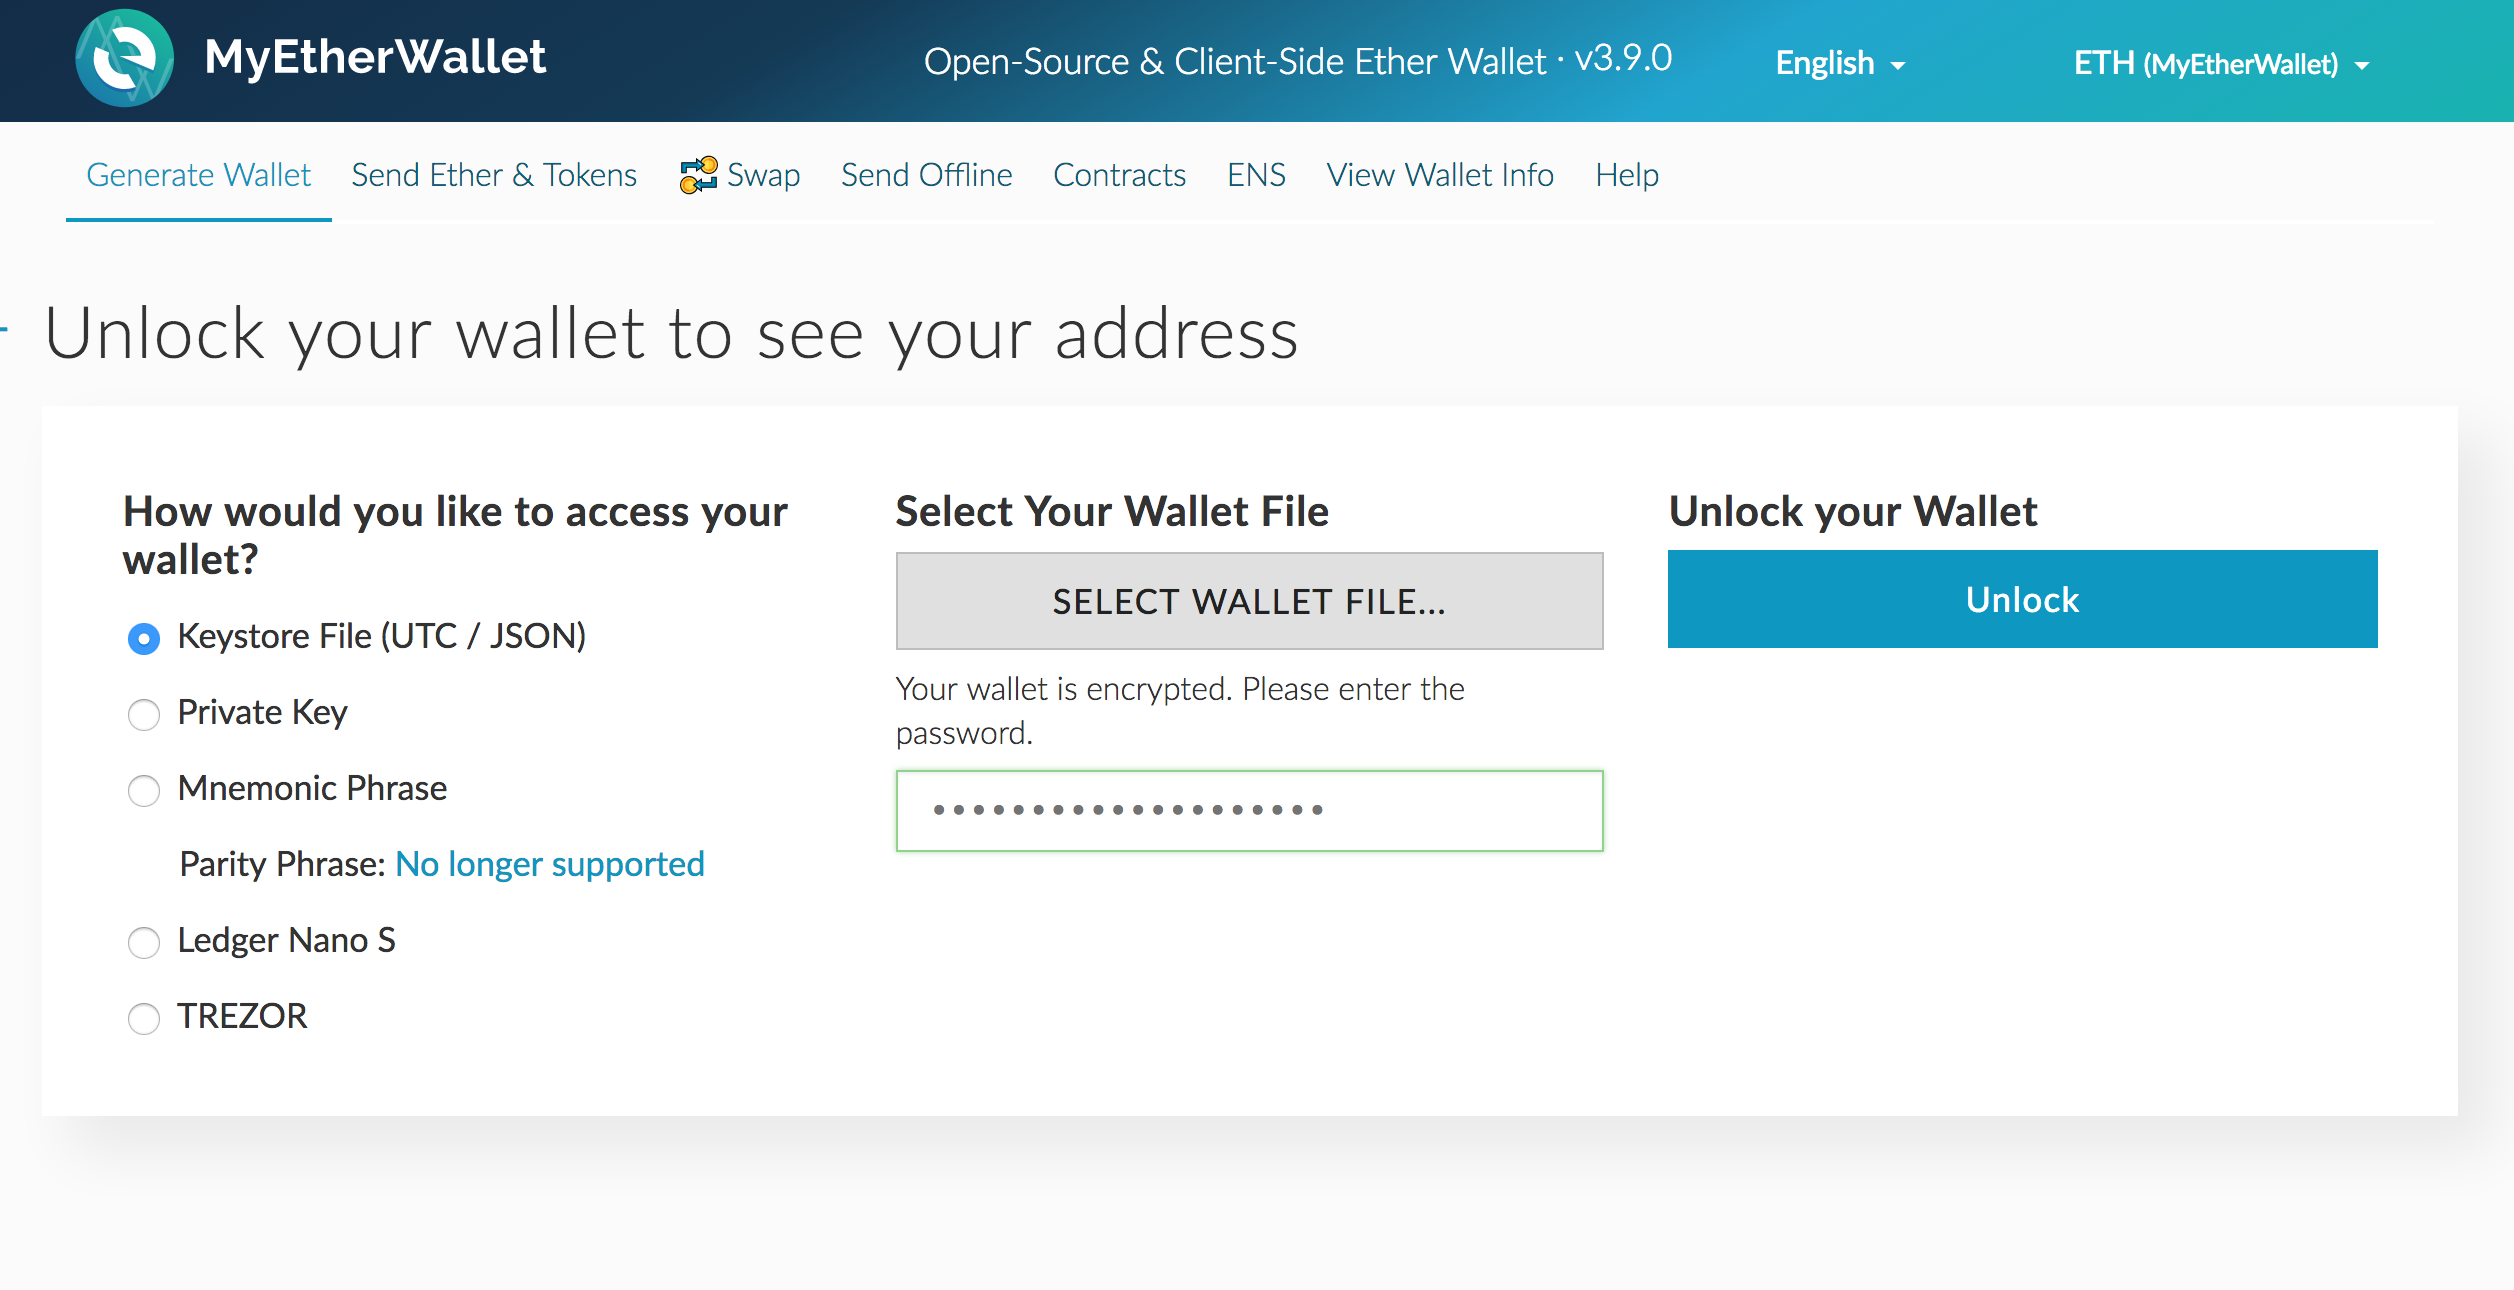 MyEtherWallet
Open-Source & Client-Side Ether Wallet · v3.9.0
English
ETH (MyEtherWallet)
Generate Wallet
Send Ether & Tokens
Swap
Send Offline
Contracts
ENS
View Wallet Info
Help
Unlock your wallet to see your address
How would you like to access your
wallet?
Keystore File (UTC / JSON)
Private Key
Mnemonic Phrase
Parity Phrase: No longer supported
Ledger Nano S
TREZOR
Select Your Wallet File
SELECT WALLET FILE...
Your wallet is encrypted. Please enter the
password.
••••••••••••••••••••
Unlock your Wallet
Unlock